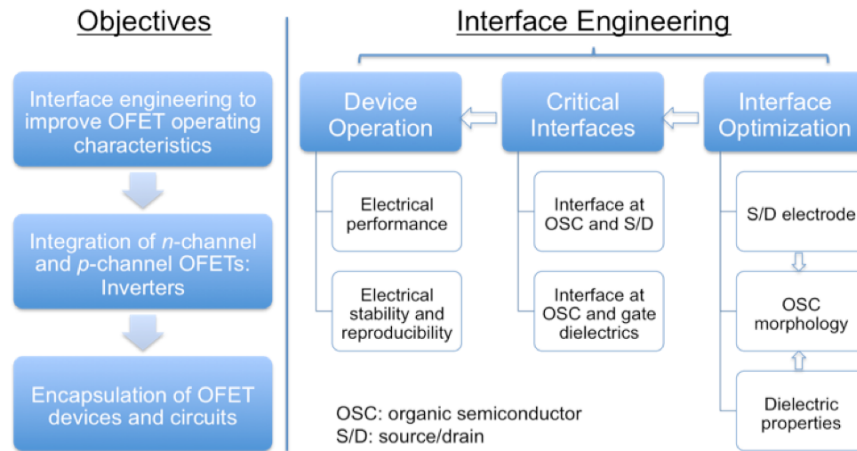 Objectives
Interface engineering to
improve OFET operating
characteristics
Integration of n-channel
and p-channel OFETs:
Inverters
Encapsulation of OFET
devices and circuits
Interface Engineering
Device
Operation
Electrical
performance
Electrical
stability and
reproducibility
Critical
Interfaces
Interface at
OSC and S/D
Interface at
OSC and gate
dielectrics
Interface
Optimization
S/D electrode
OSC
morphology
Dielectric
properties
OSC: organic semiconductor
S/D: source/drain